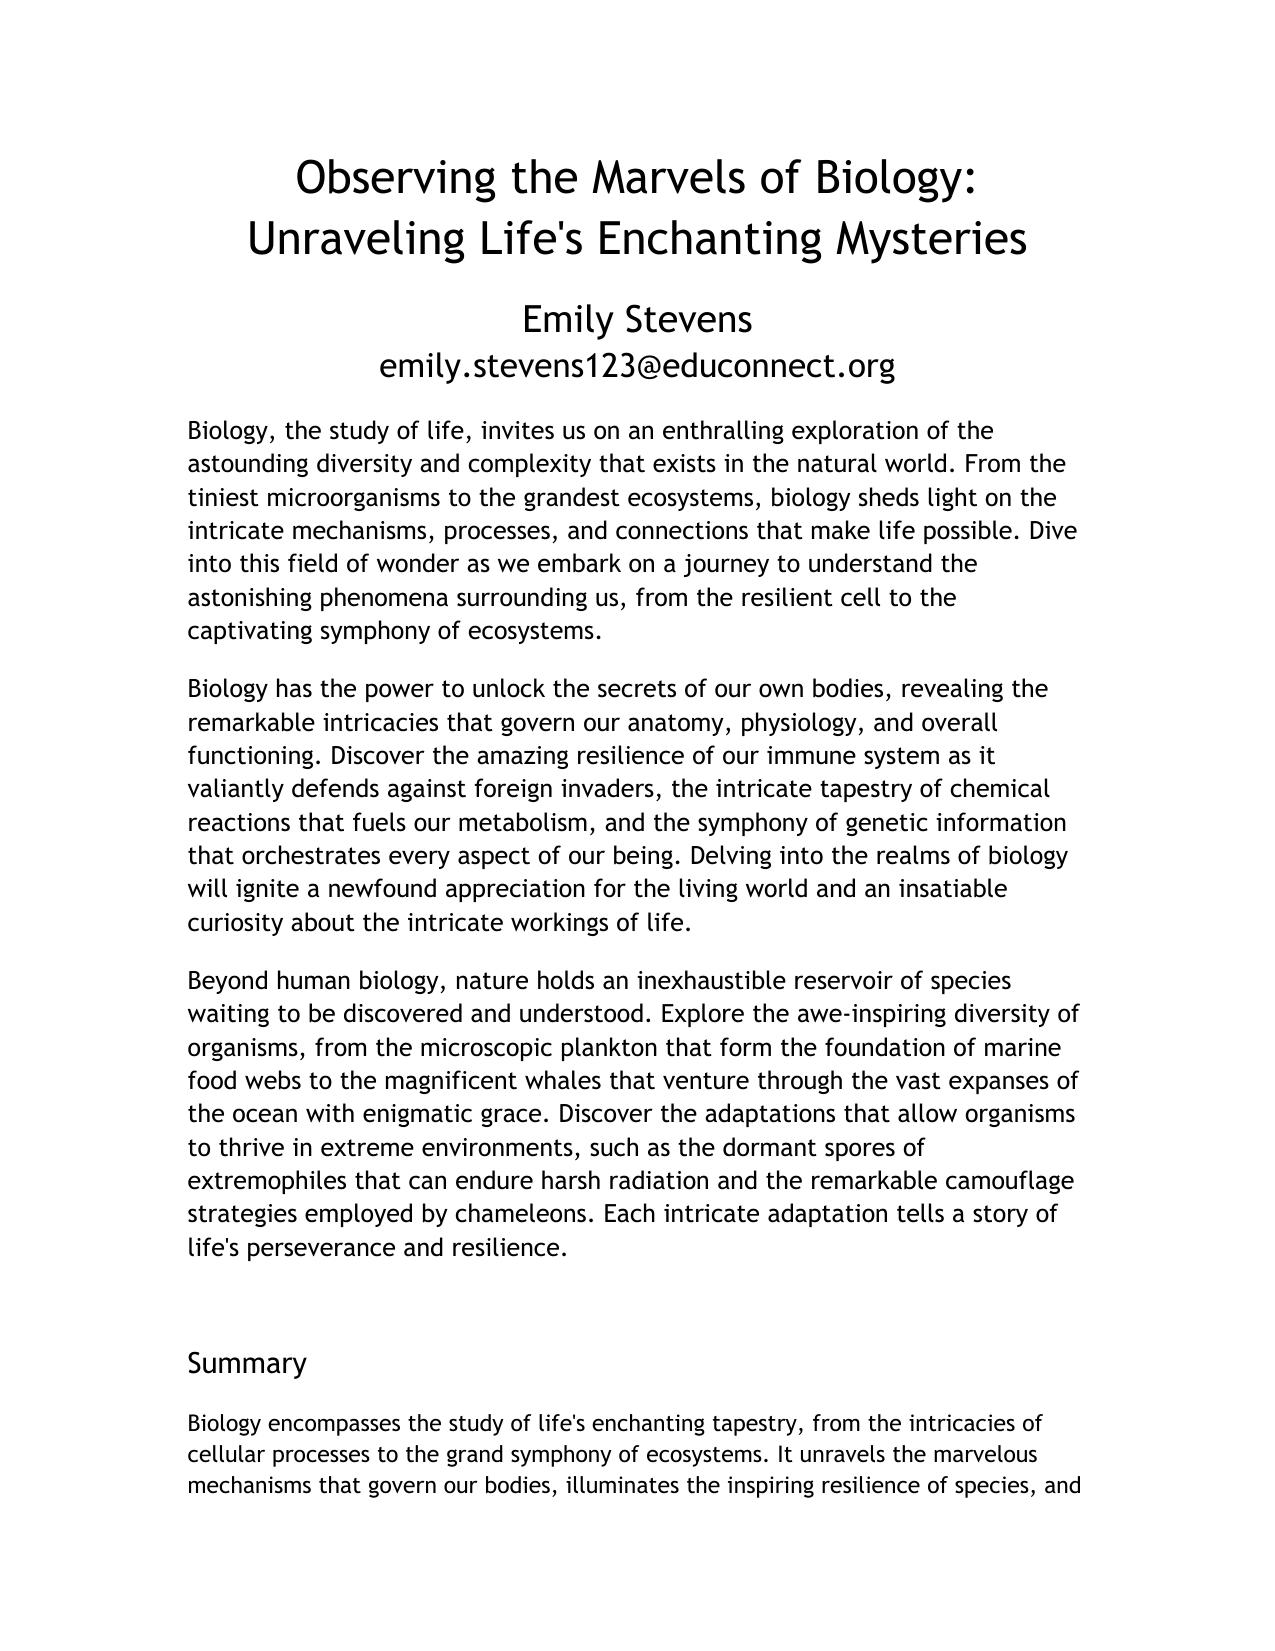 Observing the Marvels of Biology:
Unraveling Life's Enchanting Mysteries
Emily Stevens
emily.stevens123@educonnect.org
Biology, the study of life, invites us on an enthralling exploration of the
astounding diversity and complexity that exists in the natural world. From the
tiniest microorganisms to the grandest ecosystems, biology sheds light on the
intricate mechanisms, processes, and connections that make life possible. Dive
into this field of wonder as we embark on a journey to understand the
astonishing phenomena surrounding us, from the resilient cell to the
captivating symphony of ecosystems.
Biology has the power to unlock the secrets of our own bodies, revealing the
remarkable intricacies that govern our anatomy, physiology, and overall
functioning. Discover the amazing resilience of our immune system as it
valiantly defends against foreign invaders, the intricate tapestry of chemical
reactions that fuels our metabolism, and the symphony of genetic information
that orchestrates every aspect of our being. Delving into the realms of biology
will ignite a newfound appreciation for the living world and an insatiable
curiosity about the intricate workings of life.
Beyond human biology, nature holds an inexhaustible reservoir of species
waiting to be discovered and understood. Explore the awe-inspiring diversity of
organisms, from the microscopic plankton that form the foundation of marine
food webs to the magnificent whales that venture through the vast expanses of
the ocean with enigmatic grace. Discover the adaptations that allow organisms
to thrive in extreme environments, such as the dormant spores of
extremophiles that can endure harsh radiation and the remarkable camouflage
strategies employed by chameleons. Each intricate adaptation tells a story of
life's perseverance and resilience.
Summary
Biology encompasses the study of life's enchanting tapestry, from the intricacies of
cellular processes to the grand symphony of ecosystems. It unravels the marvelous
mechanisms that govern our bodies, illuminates the inspiring resilience of species, and